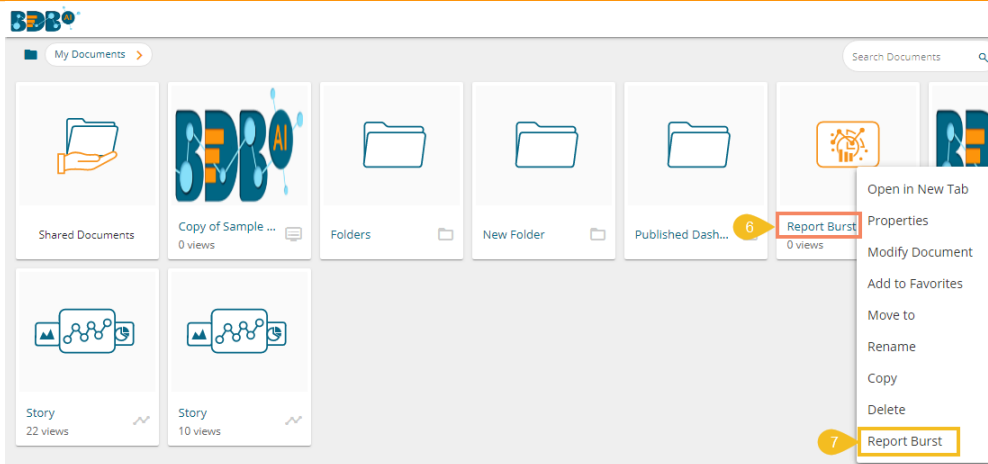 BDB AI
My Documents
Search Documents
BDB AI
Shared Documents
Copy of Sample ...
0 views
Folders
New Folder
Published Dash...
6
Report Burst
0 views
Open in New Tab
Properties
Modify Document
Add to Favorites
Move to
Rename
Copy
Delete
7
Report Burst
Story
22 views
Story
10 views